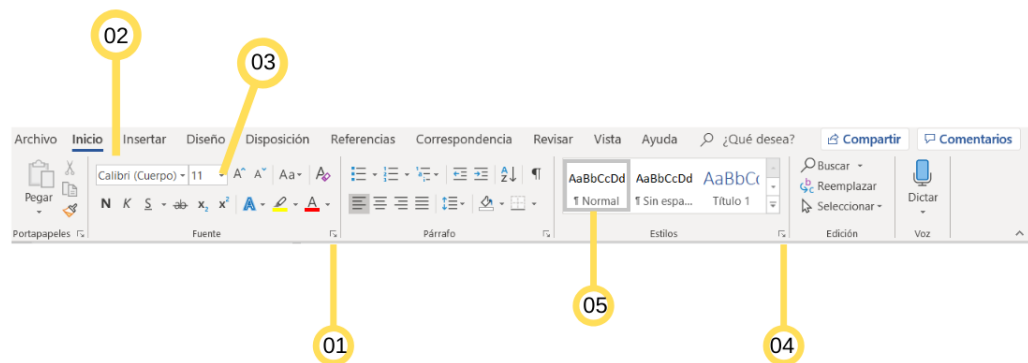 02
03
Archivo Inicio Insertar Diseño Disposición Referencias Correspondencia Revisar Vista Ayuda ¿Qué desea? Compartir Comentarios
Calibri (Cuerpo) 11 A A Aa A
Pegar
N K S ab x₂ x² A A
A Z
¶
AaBbCcDd AaBbCcDd AaBbC
¶ Normal ¶ Sin espa... Título 1
Buscar
Reemplazar
Seleccionar
Dictar
Portapapeles Fuente Párrafo Estilos Edición Voz
05
01
04